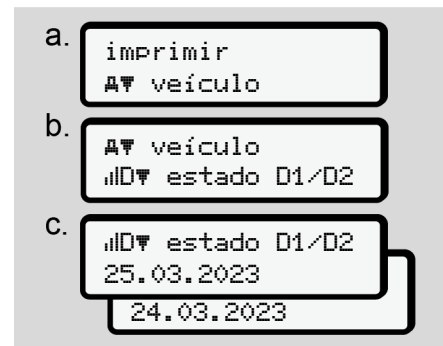 a.
imprimir
veículo
b.
veículo
D estado D1/D2
c.
D estado D1/D2
25.03.2023
24.03.2023